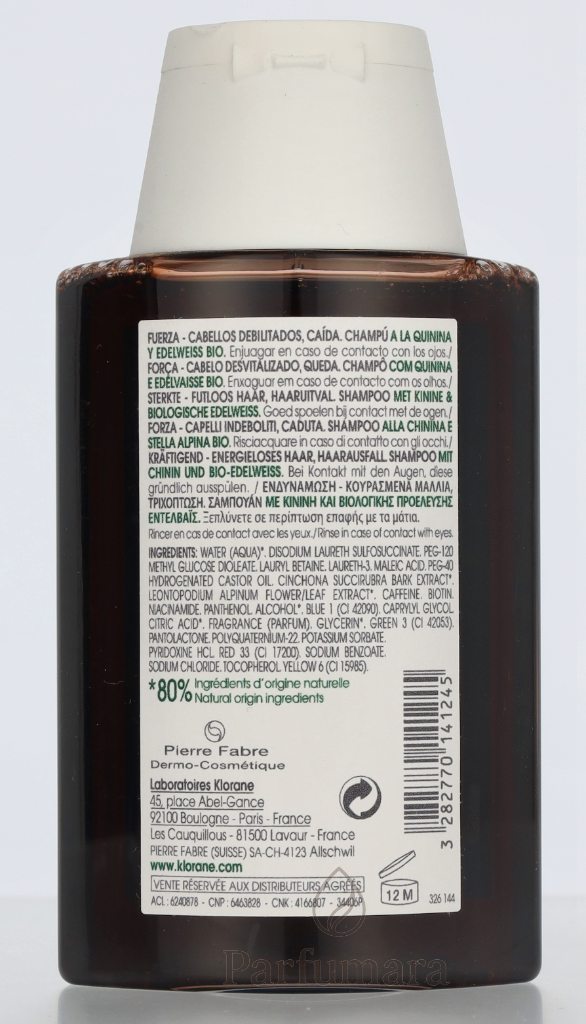 FUERZA - CABELLOS DEBILITADOS, CAÍDA. CHAMPÚ A LA QUININA
Y EDELWEISS BIO. Enjuagar en caso de contacto con los ojos./
FORÇA - CABELO DESVITALIZADO, QUEDA. CHAMPÔ COM QUININA
E EDELVAISSE BIO. Enxaguar em caso de contacto com os olhos./
STERKTE - FUTLOOS HAAR, HAARUITVAL. SHAMPOO MET KININE &
BIOLOGISCHE EDELWEISS. Goed spoelen bij contact met de ogen./
FORZA - CAPELLI INDEBOLITI, CADUTA. SHAMPOO ALLA CHININA E
STELLA ALPINA BIO. Risciacquare in caso di contatto con gli occhi./
KRÄFTIGEND - ENERGIELOSES HAAR, HAARAUSFALL. SHAMPOO MIT
CHININ UND BIO-EDELWEISS. Bei Kontakt mit den Augen, diese
gründlich ausspülen. / ΕΝΔΥΝΑΜΩΣΗ - ΚΟΥΡΑΣΜΕΝΑ ΜΑΛΛΙΑ,
ΤΡΙΧΟΠΤΩΣΗ. ΣΑΜΠΟΥΑΝ ΜΕ ΚΙΝΙΝΗ ΚΑΙ ΒΙΟΛΟΓΙΚΗΣ ΠΡΟΕΛΕΥΣΗΣ
ΕΝΤΕΛΒΑΪΣ. Ξεπλύνετε σε περίπτωση επαφής με τα μάτια.
Rincer en cas de contact avec les yeux./Rinse in case of contact with eyes.
INGREDIENTS: WATER (AQUA)*. DISODIUM LAURETH SULFOSUCCINATE. PEG-120
METHYL GLUCOSE DIOLEATE. LAURYL BETAINE. LAURETH-3. MALEIC ACID. PEG-40
HYDROGENATED CASTOR OIL. CINCHONA SUCCIRUBRA BARK EXTRACT*.
LEONTOPODIUM ALPINUM FLOWER/LEAF EXTRACT*. CAFFEINE. BIOTIN.
NIACINAMIDE. PANTHENOL ALCOHOL*. BLUE 1 (CI 42090). CAPRYLYL GLYCOL.
CITRIC ACID*. FRAGRANCE (PARFUM). GLYCERIN*. GREEN 3 (CI 42053).
PANTOLACTONE. POLYQUATERNIUM-22. POTASSIUM SORBATE.
PYRIDOXINE HCL. RED 33 (CI 17200). SODIUM BENZOATE.
SODIUM CHLORIDE. TOCOPHEROL. YELLOW 6 (CI 15985).
*80% Ingrédients d'origine naturelle
Natural origin ingredients
Pierre Fabre
Dermo-Cosmétique
Laboratoires Klorane
45, place Abel-Gance
92100 Boulogne - Paris - France
Les Cauquillous - 81500 Lavaur - France
PIERRE FABRE (SUISSE) SA-CH-4123 Allschwil
www.klorane.com
VENTE RÉSERVÉE AUX DISTRIBUTEURS AGRÉÉS
ACL : 6240878 - CNP : 6463828 - CNK : 4166807 - 34406P
3 282770 141245
12 M
326 144
Parfumara